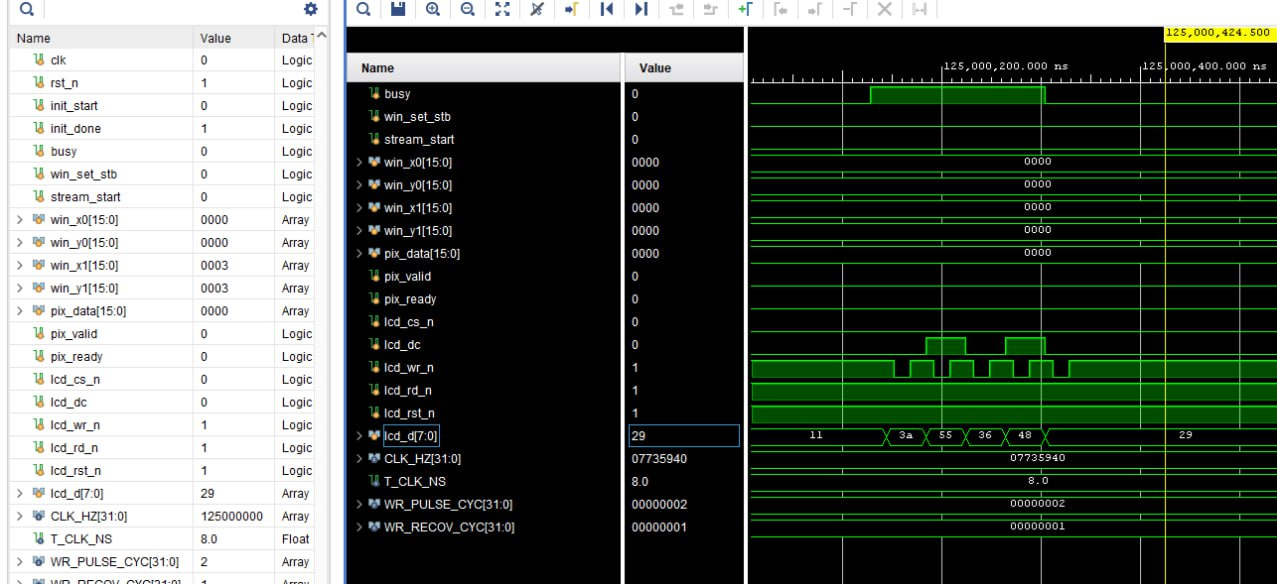 Name Value Data T
clk 0 Logic
rst_n 1 Logic
init_start 0 Logic
init_done 1 Logic
busy 0 Logic
win_set_stb 0 Logic
stream_start 0 Logic
win_x0[15:0] 0000 Array
win_y0[15:0] 0000 Array
win_x1[15:0] 0003 Array
win_y1[15:0] 0003 Array
pix_data[15:0] 0000 Array
pix_valid 0 Logic
pix_ready 0 Logic
lcd_cs_n 0 Logic
lcd_dc 0 Logic
lcd_wr_n 1 Logic
lcd_rd_n 1 Logic
lcd_rst_n 1 Logic
lcd_d[7:0] 29 Array
CLK_HZ[31:0] 125000000 Array
T_CLK_NS 8.0 Float
WR_PULSE_CYC[31:0] 2 Array
WR_RECOV_CYC[31:0] 1 Array
125,000,424.500
Name Value 125,000,200.000 ns 125,000,400.000 ns
busy 0
win_set_stb 0
stream_start 0
win_x0[15:0] 0000 0000
win_y0[15:0] 0000 0000
win_x1[15:0] 0000 0000
win_y1[15:0] 0000 0000
pix_data[15:0] 0000 0000
pix_valid 0
pix_ready 0
lcd_cs_n 0
lcd_dc 0
lcd_wr_n 1
lcd_rd_n 1
lcd_rst_n 1
lcd_d[7:0] 29 11 3a 55 36 48 29
CLK_HZ[31:0] 07735940 07735940
T_CLK_NS 8.0 8.0
WR_PULSE_CYC[31:0] 00000002 00000002
WR_RECOV_CYC[31:0] 00000001 00000001